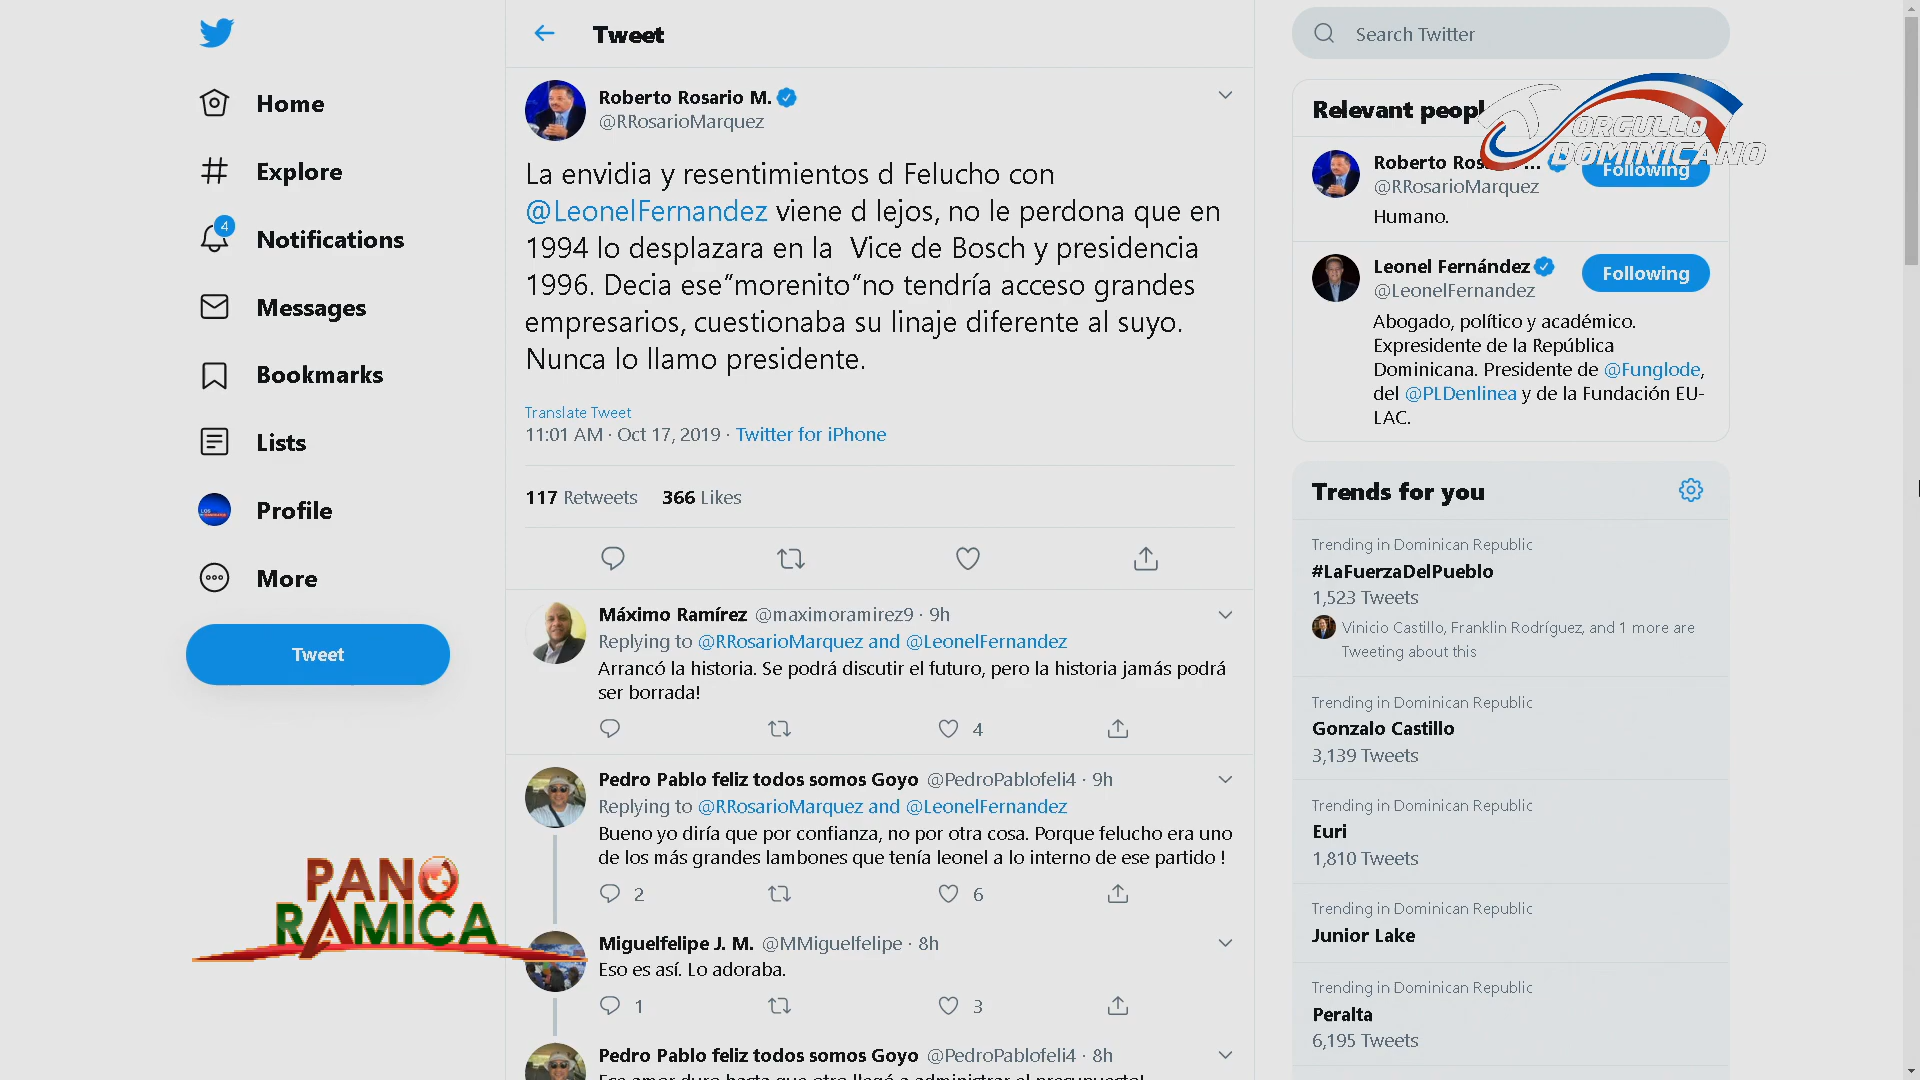 Home
Explore
4
Notifications
Messages
Bookmarks
Lists
Profile
More
Tweet
PANORAMICA
Tweet
Roberto Rosario M.
@RRosarioMarquez
La envidia y resentimientos d Felucho con
@LeonelFernandez viene d lejos, no le perdona que en
1994 lo desplazara en la Vice de Bosch y presidencia
1996. Decia ese"morenito"no tendría acceso grandes
empresarios, cuestionaba su linaje diferente al suyo.
Nunca lo llamo presidente.
Translate Tweet
11:01 AM · Oct 17, 2019 · Twitter for iPhone
117 Retweets 366 Likes
Máximo Ramírez @maximoramirez9 · 9h
Replying to @RRosarioMarquez and @LeonelFernandez
Arrancó la historia. Se podrá discutir el futuro, pero la historia jamás podrá
ser borrada!
4
Pedro Pablo feliz todos somos Goyo @PedroPablofeli4 · 9h
Replying to @RRosarioMarquez and @LeonelFernandez
Bueno yo diría que por confianza, no por otra cosa. Porque felucho era uno
de los más grandes lambones que tenía leonel a lo interno de ese partido !
2 6
Miguelfelipe J. M. @MMiguelfelipe · 8h
Eso es así. Lo adoraba.
1 3
Pedro Pablo feliz todos somos Goyo @PedroPablofeli4 · 8h
Search Twitter
Relevant peopl
ORGULLO
DOMINICANO
Roberto Ros...
Following
@RRosarioMarquez
Humano.
Leonel Fernández
Following
@LeonelFernandez
Abogado, político y académico.
Expresidente de la República
Dominicana. Presidente de @Funglode,
del @PLDenlinea y de la Fundación EU-
LAC.
Trends for you
Trending in Dominican Republic
#LaFuerzaDelPueblo
1,523 Tweets
Vinicio Castillo, Franklin Rodríguez, and 1 more are
Tweeting about this
Trending in Dominican Republic
Gonzalo Castillo
3,139 Tweets
Trending in Dominican Republic
Euri
1,810 Tweets
Trending in Dominican Republic
Junior Lake
Trending in Dominican Republic
Peralta
6,195 Tweets